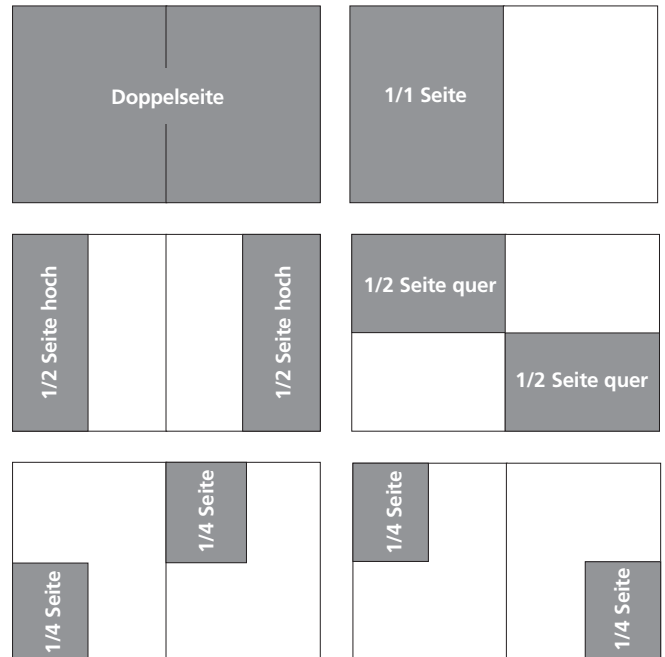 Doppelseite
1/1 Seite
1/2 Seite hoch
1/2 Seite hoch
1/2 Seite quer
1/2 Seite quer
1/4 Seite
1/4 Seite
1/4 Seite
1/4 Seite